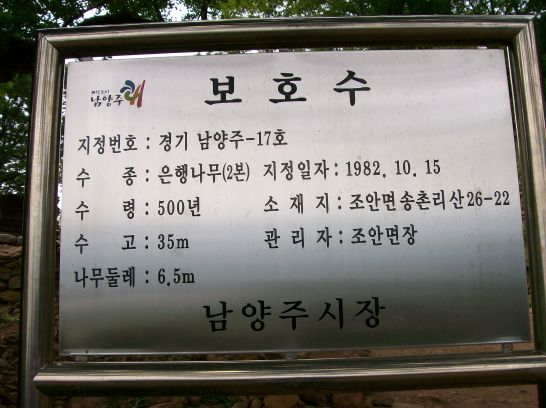 남양주
보호수
지정번호 : 경기 남양주-17호
수 종 : 은행나무(2본) 지정일자 : 1982.10.15
수 령 : 500년 소 재 지 : 조안면송촌리산26-22
수 고 : 35m 관 리 자 : 조안면장
나무둘레 : 6.5m
남양주시장